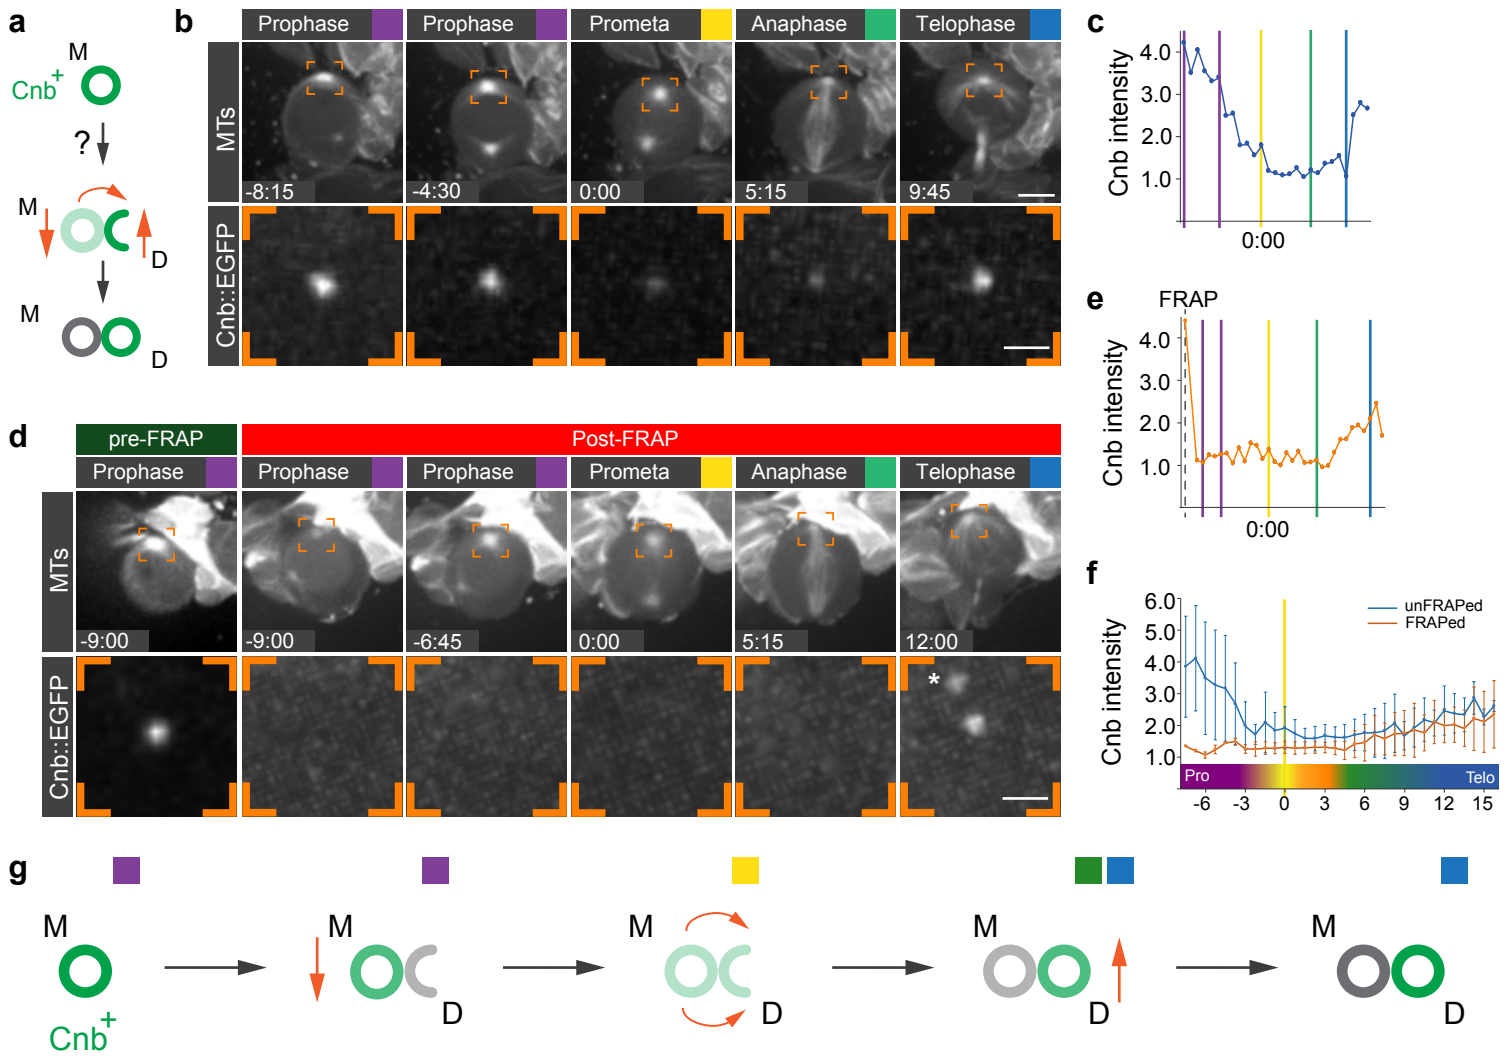 a
M
Cnb+
?
M
D
M
D
b
Prophase Prophase Prometa Anaphase Telophase
MTs
-8:15 -4:30 0:00 5:15 9:45
Cnb::EGFP
c
Cnb intensity
4.0
3.0
2.0
1.0
0:00
d
pre-FRAP Post-FRAP
Prophase Prophase Prophase Prometa Anaphase Telophase
MTs
-9:00 -9:00 -6:45 0:00 5:15 12:00
Cnb::EGFP
*
e
FRAP
Cnb intensity
4.0
3.0
2.0
1.0
0:00
f
Cnb intensity
6.0
5.0
4.0
3.0
2.0
1.0
unFRAPed
FRAPed
Pro Telo
-6 -3 0 3 6 9 12 15
g
M M M M M
D D D D
Cnb+